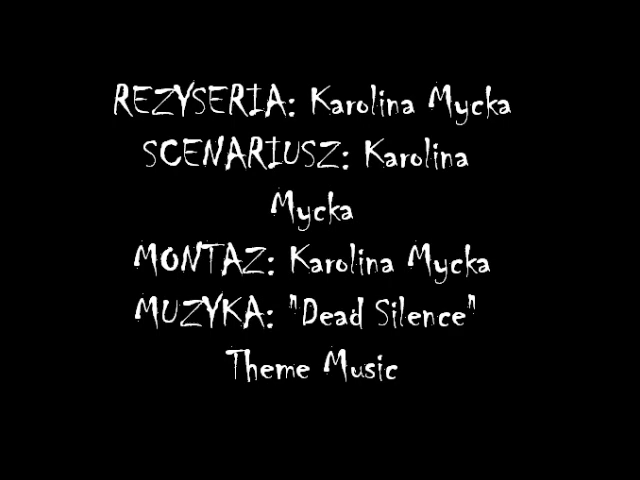 REZYSERIA: Karolina Mycka
SCENARIUSZ: Karolina
Mycka
MONTAZ: Karolina Mycka
MUZYKA: "Dead Silence"
Theme Music